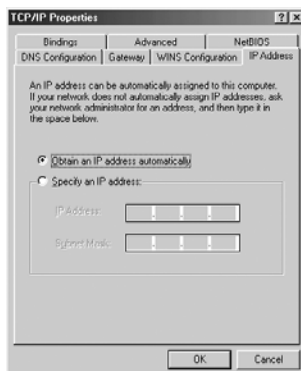 TCP/IP Properties
Bindings Advanced NetBIOS
DNS Configuration Gateway WINS Configuration IP Address
An IP address can be automatically assigned to this computer.
If your network does not automatically assign IP addresses, ask
your network administrator for an address, and then type it in
the space below.
Obtain an IP address automatically
Specify an IP address:
IP Address:
Subnet Mask:
OK Cancel